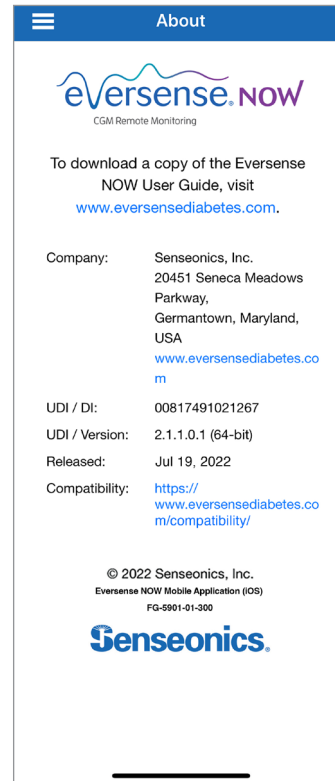 About
eversense. NOW
CGM Remote Monitoring
To download a copy of the Eversense
NOW User Guide, visit
www.eversensediabetes.com.
Company: Senseonics, Inc.
20451 Seneca Meadows
Parkway,
Germantown, Maryland,
USA
www.eversensediabetes.co
m
UDI / DI: 00817491021267
UDI / Version: 2.1.1.0.1 (64-bit)
Released: Jul 19, 2022
Compatibility: https://
www.eversensediabetes.co
m/compatibility/
© 2022 Senseonics, Inc.
Eversense NOW Mobile Application (iOS)
FG-5901-01-300
Senseonics.